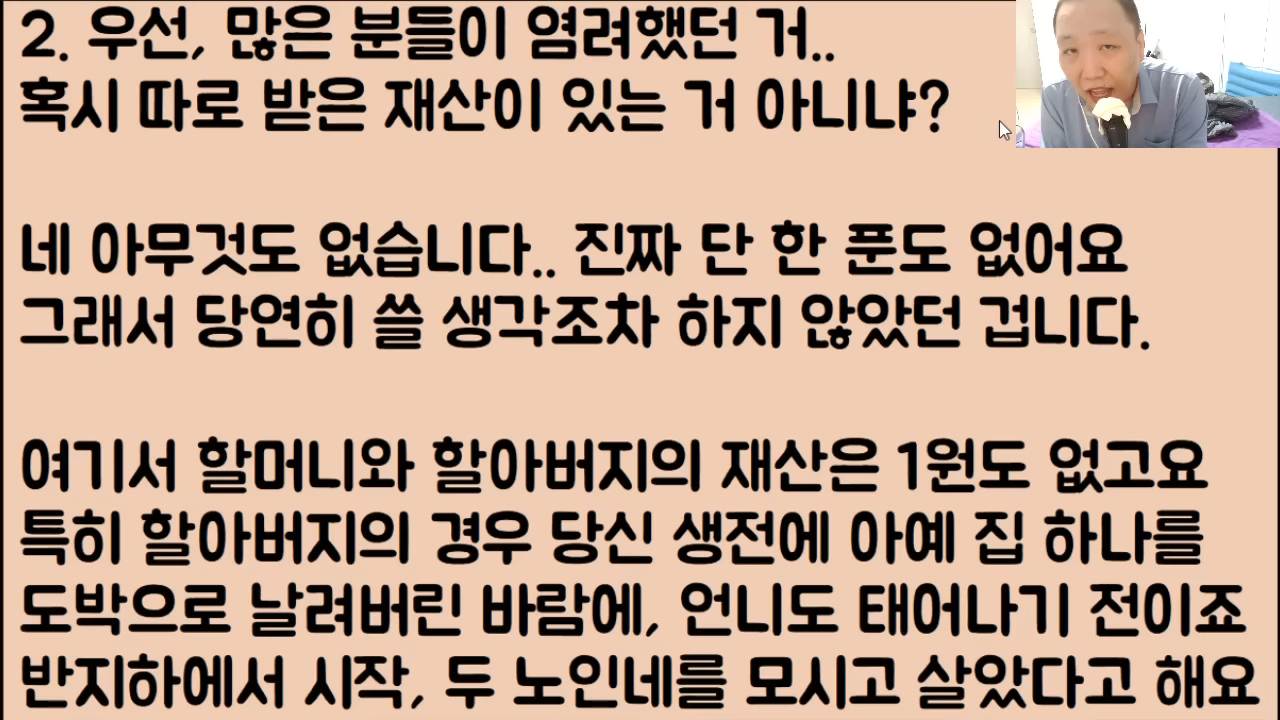 2. 우선, 많은 분들이 염려했던 거..
혹시 따로 받은 재산이 있는 거 아니냐?
네 아무것도 없습니다.. 진짜 단 한 푼도 없어요
그래서 당연히 쓸 생각조차 하지 않았던 겁니다.
여기서 할머니와 할아버지의 재산은 1원도 없고요
특히 할아버지의 경우 당신 생전에 아예 집 하나를
도박으로 날려버린 바람에, 언니도 태어나기 전이죠
반지하에서 시작, 두 노인네를 모시고 살았다고 해요